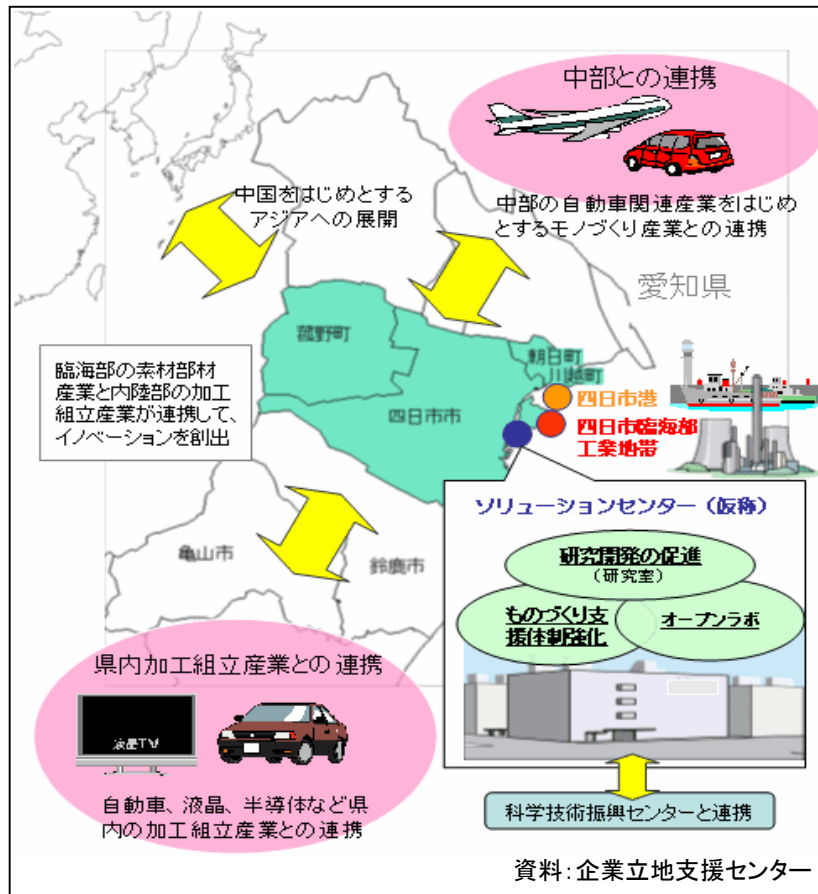 中部との連携
中国をはじめとする
アジアへの展開
中部の自動車関連産業をはじめ
とするモノづくり産業との連携
愛知県
菰野町
朝日町
川越町
臨海部の素材部材
産業と内陸部の加工
組立産業が連携して、
イノベーションを創出
四日市市
四日市港
四日市臨海部
工業地帯
ソリューションセンター（仮称）
亀山市
鈴鹿市
研究開発の促進
（研究室）
ものづくり支
援体制強化
オープンラボ
県内加工組立産業との連携
液晶TV
自動車、液晶、半導体など県
内の加工組立産業との連携
科学技術振興センターと連携
資料：企業立地支援センター